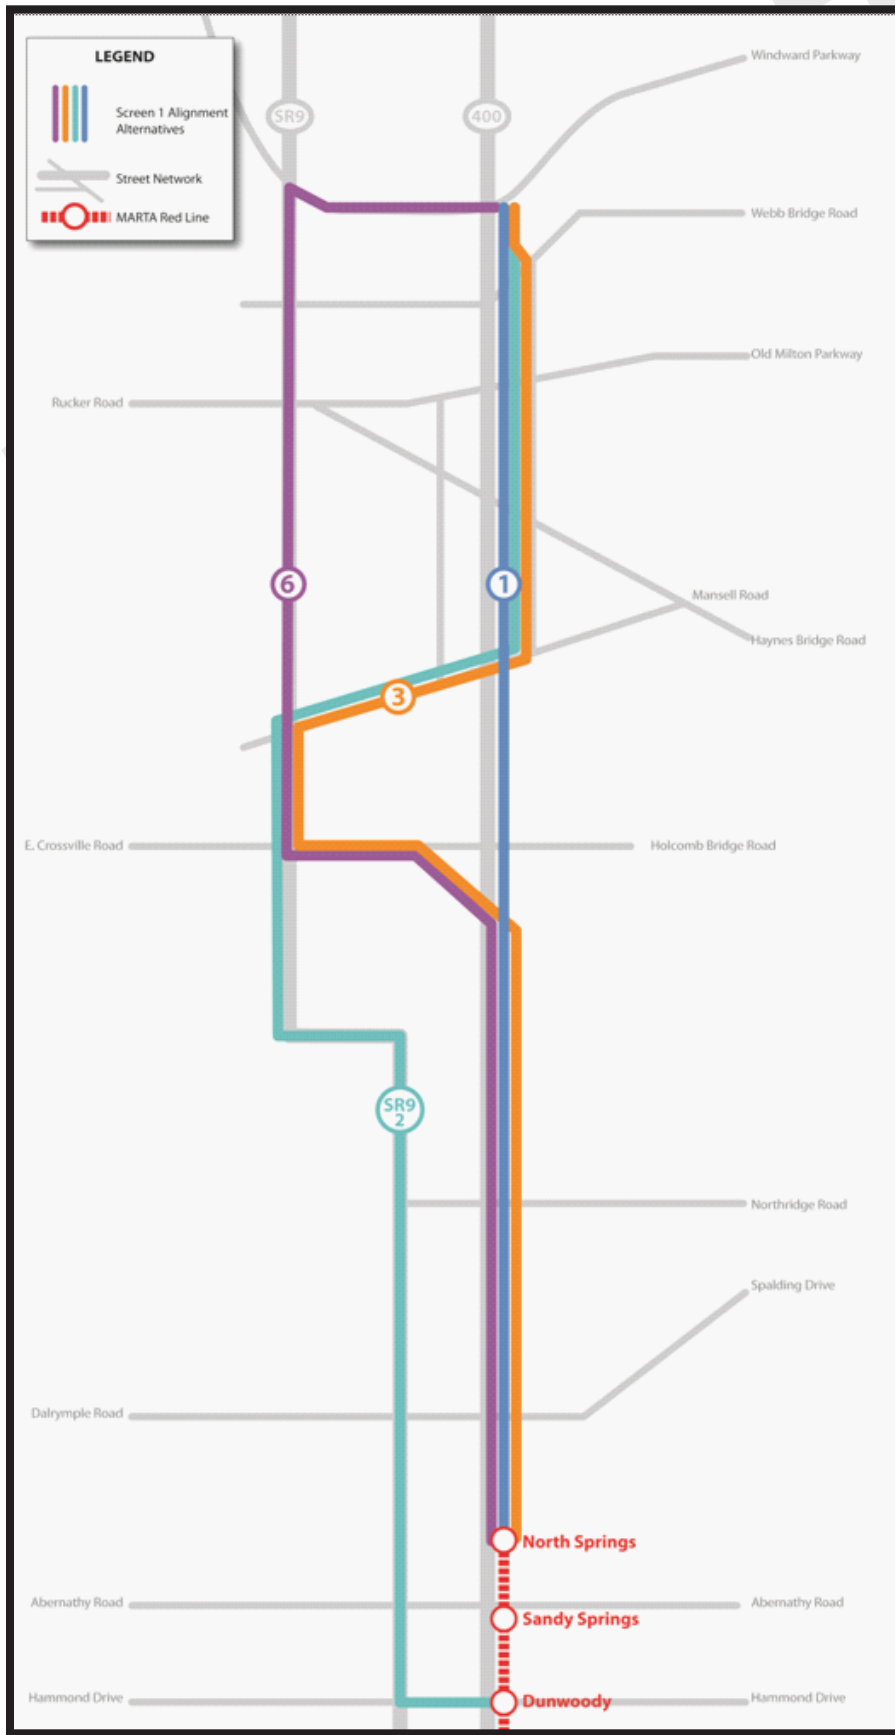 LEGEND
Screen 1 Alignment
Alternatives
Street Network
MARTA Red Line
SR9
400
Windward Parkway
Webb Bridge Road
Old Milton Parkway
Rucker Road
6
1
Mansell Road
Haynes Bridge Road
3
E. Crossville Road
Holcomb Bridge Road
SR9
2
Northridge Road
Spalding Drive
Dalrymple Road
North Springs
Abernathy Road
Abernathy Road
Sandy Springs
Hammond Drive
Dunwoody
Hammond Drive